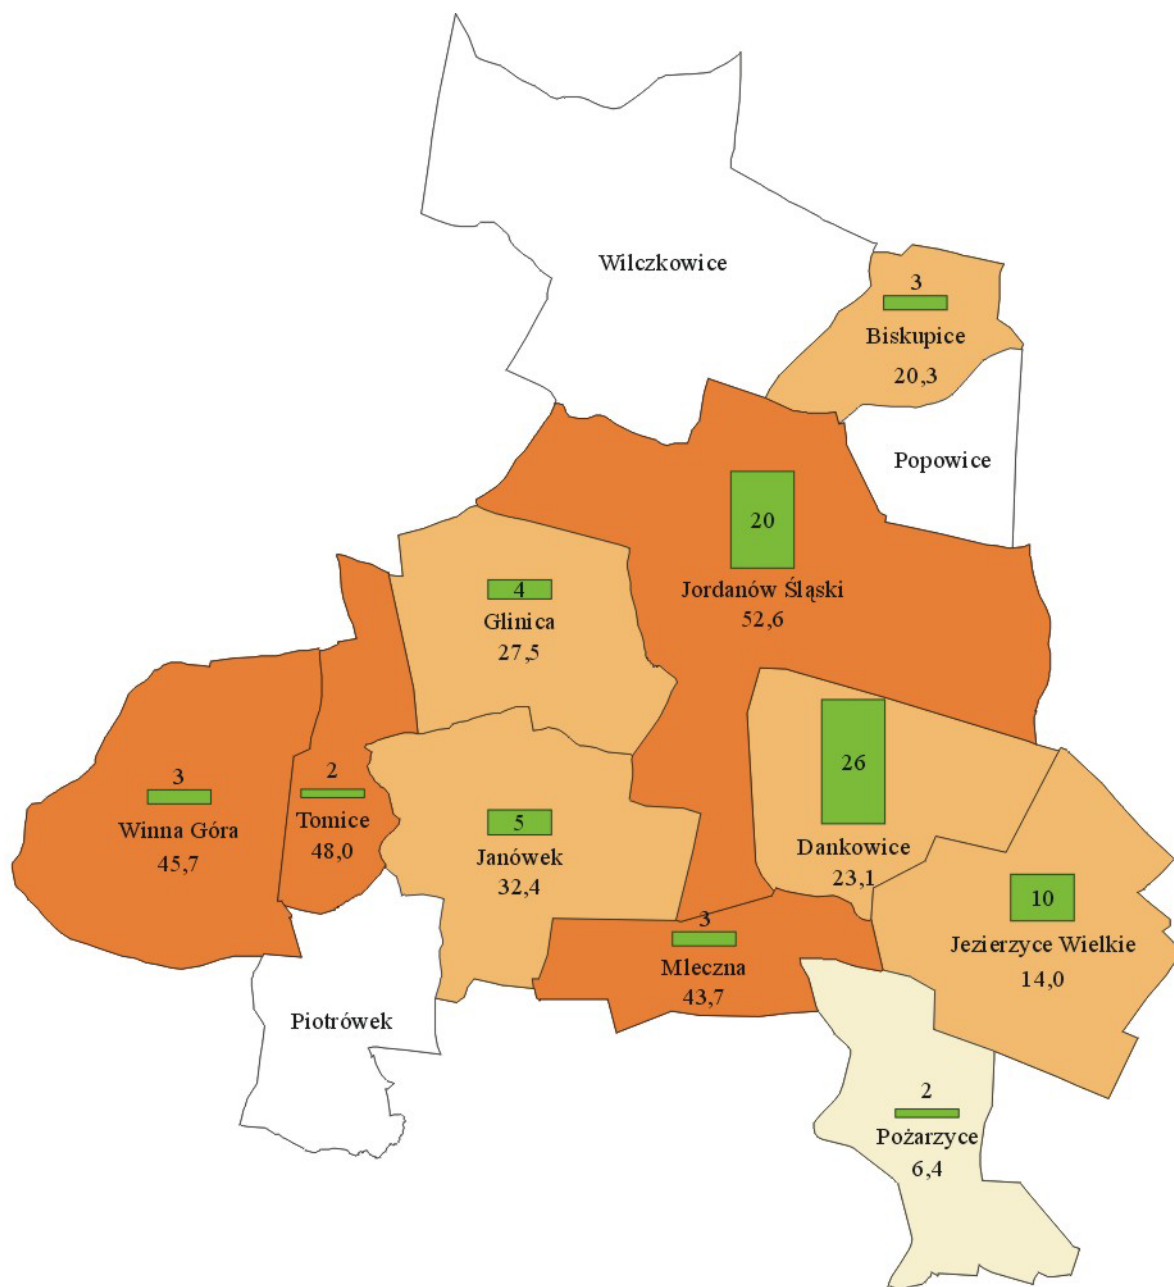 Wilczkowice
3
Biskupice
20,3
Popowice
20
Jordanów Śląski
52,6
4
Glinica
27,5
26
Dankowice
23,1
3
Winna Góra
45,7
2
Tomice
48,0
5
Janówek
32,4
10
Jezierzyce Wielkie
14,0
3
Mleczna
43,7
Piotrówek
2
Pożarzyce
6,4